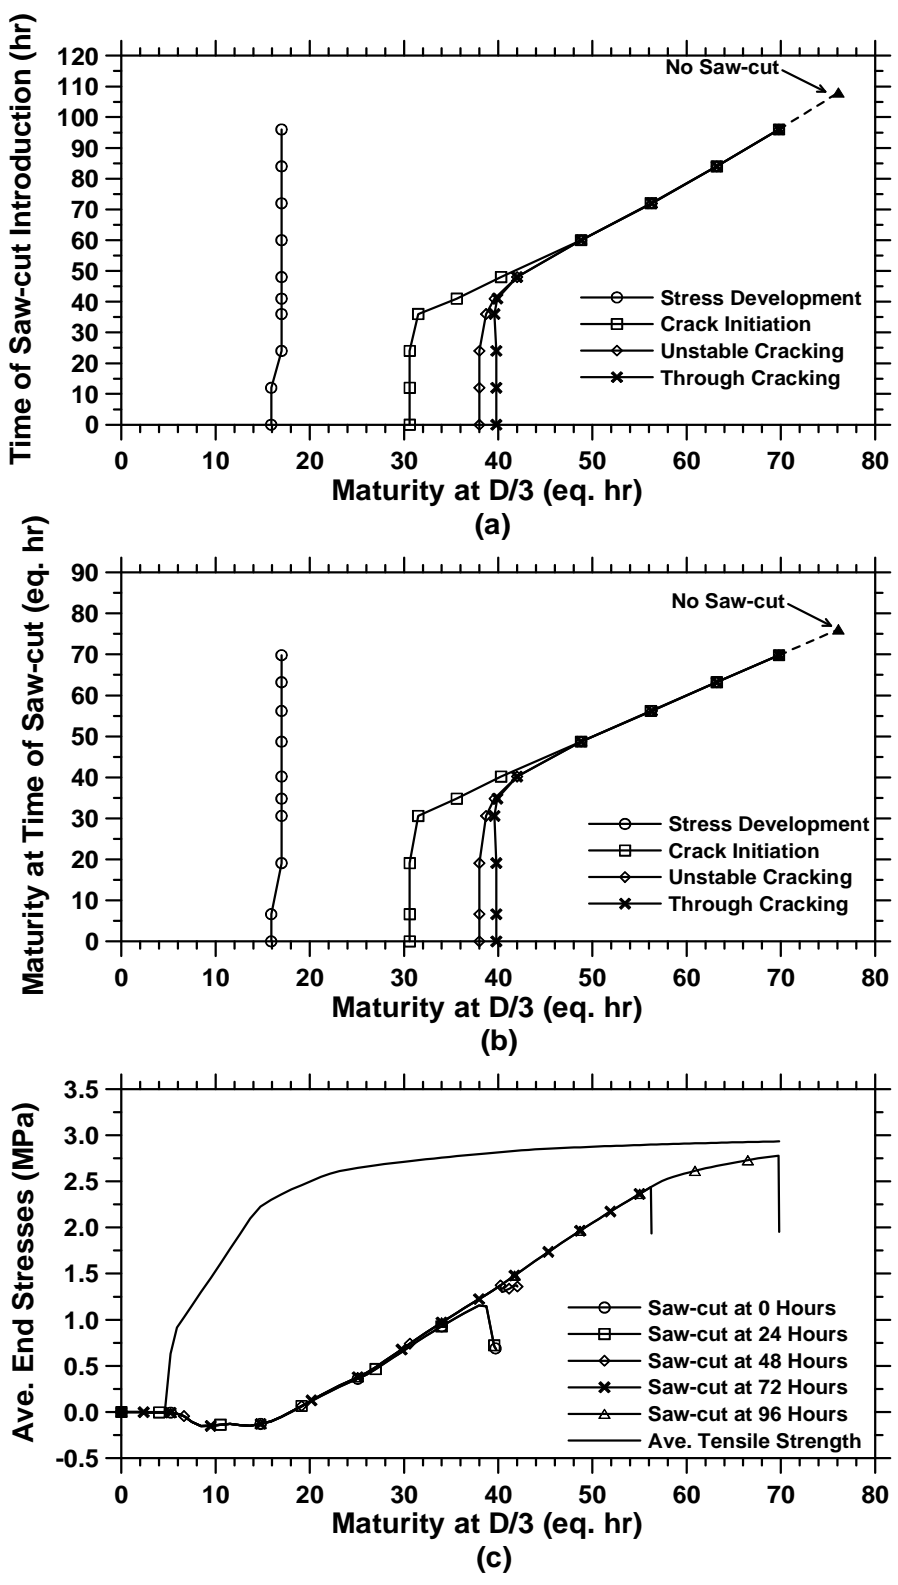 Time of Saw-cut Introduction (hr)
120
110
100
90
80
70
60
50
40
30
20
10
0
No Saw-cut
Stress Development
Crack Initiation
Unstable Cracking
Through Cracking
0 10 20 30 40 50 60 70 80
Maturity at D/3 (eq. hr)
(a)
Maturity at Time of Saw-cut (eq. hr)
90
80
70
60
50
40
30
20
10
0
No Saw-cut
Stress Development
Crack Initiation
Unstable Cracking
Through Cracking
0 10 20 30 40 50 60 70 80
Maturity at D/3 (eq. hr)
(b)
Ave. End Stresses (MPa)
3.5
3.0
2.5
2.0
1.5
1.0
0.5
0.0
-0.5
Saw-cut at 0 Hours
Saw-cut at 24 Hours
Saw-cut at 48 Hours
Saw-cut at 72 Hours
Saw-cut at 96 Hours
Ave. Tensile Strength
0 10 20 30 40 50 60 70 80
Maturity at D/3 (eq. hr)
(c)